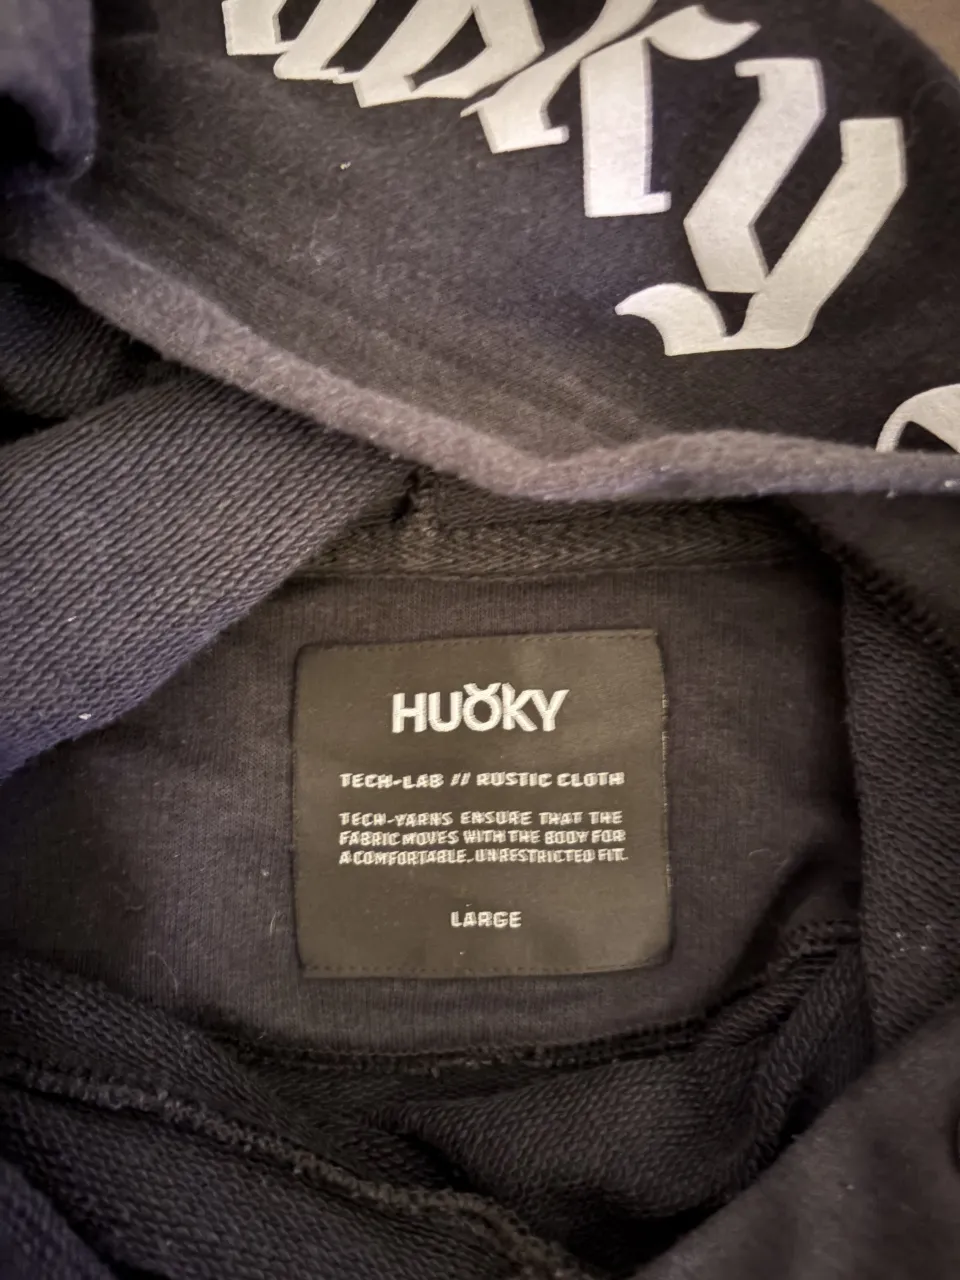 HUŎKY
TECH-LAB // RUSTIC CLOTH
TECH-YARNS ENSURE THAT THE
FABRIC MOVES WITH THE BODY FOR
A COMFORTABLE, UNRESTRICTED FIT.
LARGE